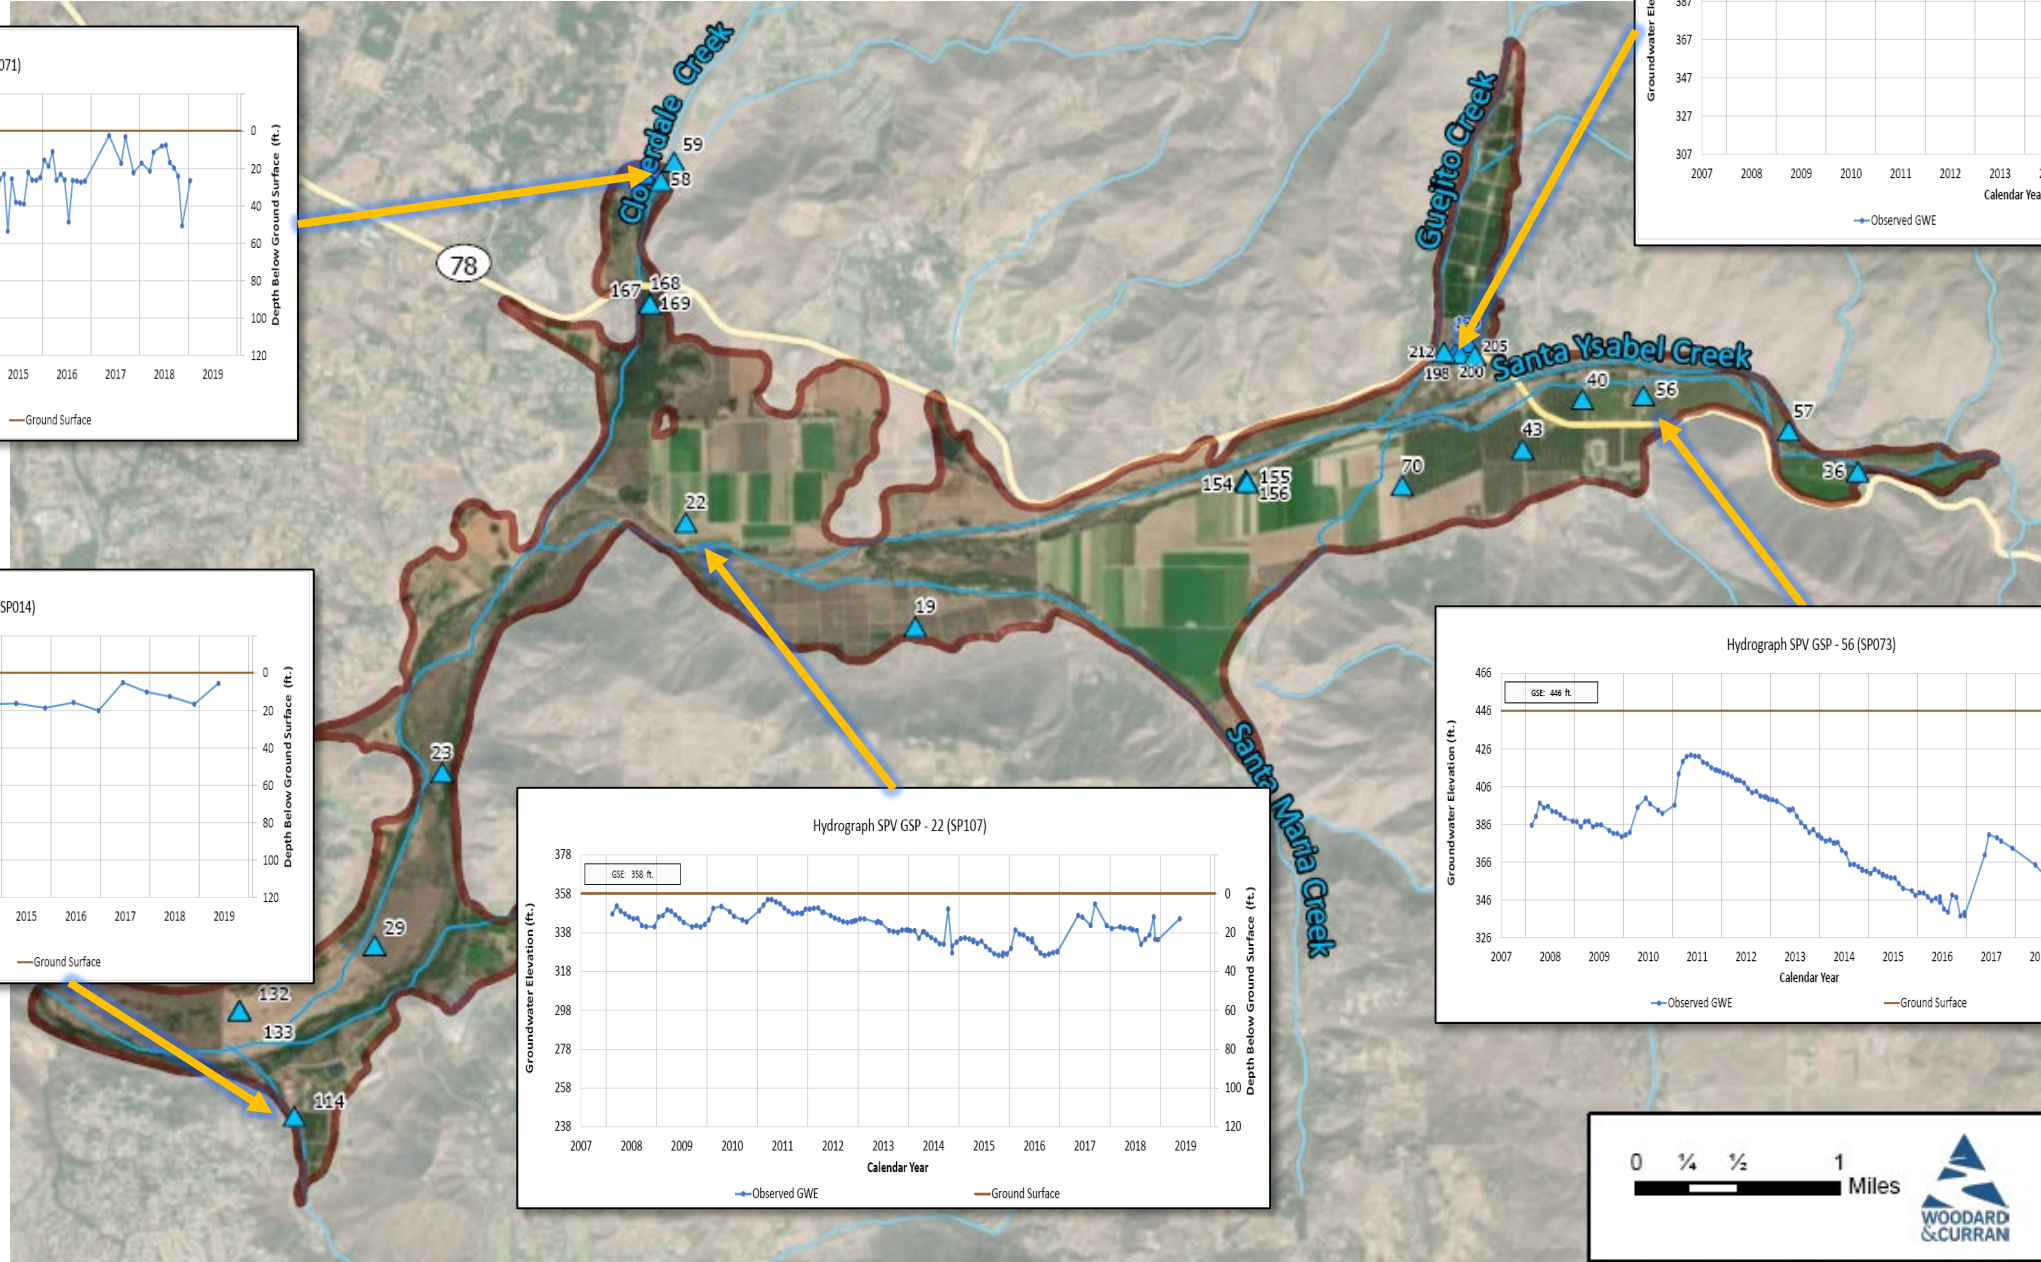 071)
0
20
40
60
80
100
120
Depth Below Ground Surface (ft.)
2015 2016 2017 2018 2019
Ground Surface
SP014)
0
20
40
60
80
100
120
Depth Below Ground Surface (ft.)
2015 2016 2017 2018 2019
Ground Surface
387
367
347
327
307
2007 2008 2009 2010 2011 2012 2013
Observed GWE
Cloverdale Creek
59
58
78
167 168
169
Guejito Creek
212
205
198 200
Santa Ysabel Creek
40
56
57
43
36
70
154 155
156
22
19
23
29
132
133
114
Santa Maria Creek
Hydrograph SPV GSP - 22 (SP107)
GSE: 358 ft.
378
358
338
318
298
278
258
238
Groundwater Elevation (ft.)
0
20
40
60
80
100
120
Depth Below Ground Surface (ft.)
2007 2008 2009 2010 2011 2012 2013 2014 2015 2016 2017 2018 2019
Calendar Year
Observed GWE Ground Surface
Hydrograph SPV GSP - 56 (SP073)
GSE: 446 ft.
466
446
426
405
386
366
346
326
Groundwater Elevation (ft.)
2007 2008 2009 2010 2012 2013 2014 2015 2016 2017
2011
Calendar Year
Observed GWE Ground Surface
0 ¼ ½ 1
Miles
WOODARD
&CURRAN